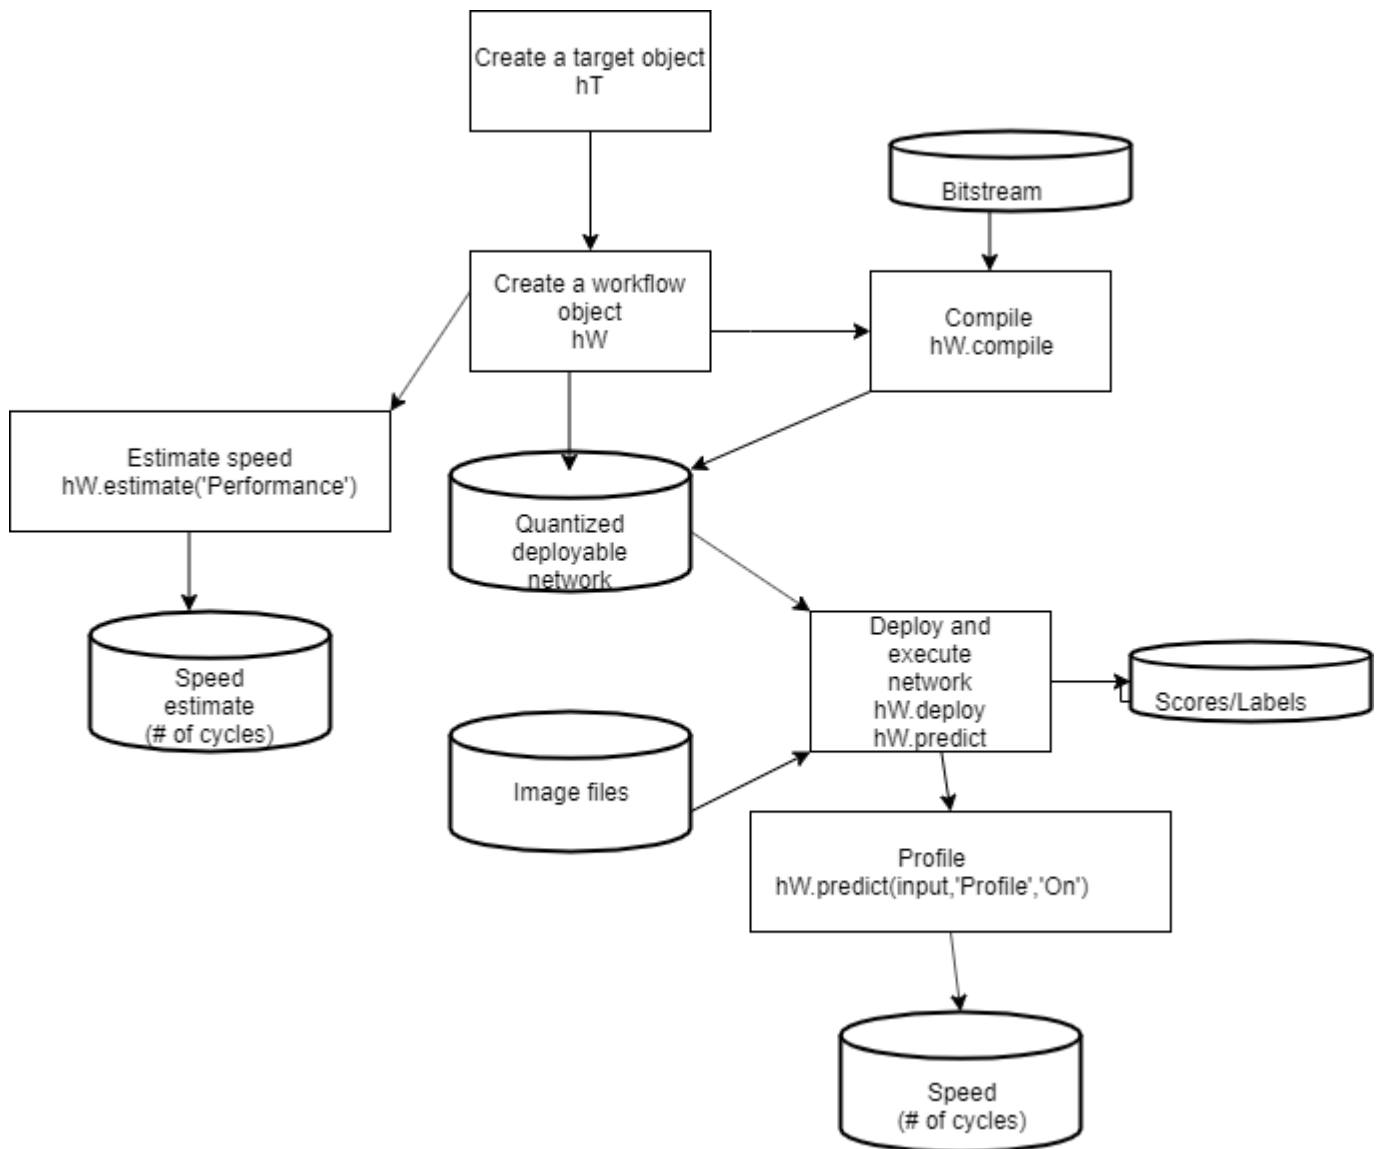 Create a target object
hT
Bitstream
Create a workflow
object
hW
Compile
hW.compile
Estimate speed
hW.estimate('Performance')
Quantized
deployable
network
Speed
estimate
(# of cycles)
Deploy and
execute
network
hW.deploy
hW.predict
Scores/Labels
Image files
Profile
hW.predict(input,'Profile','On')
Speed
(# of cycles)